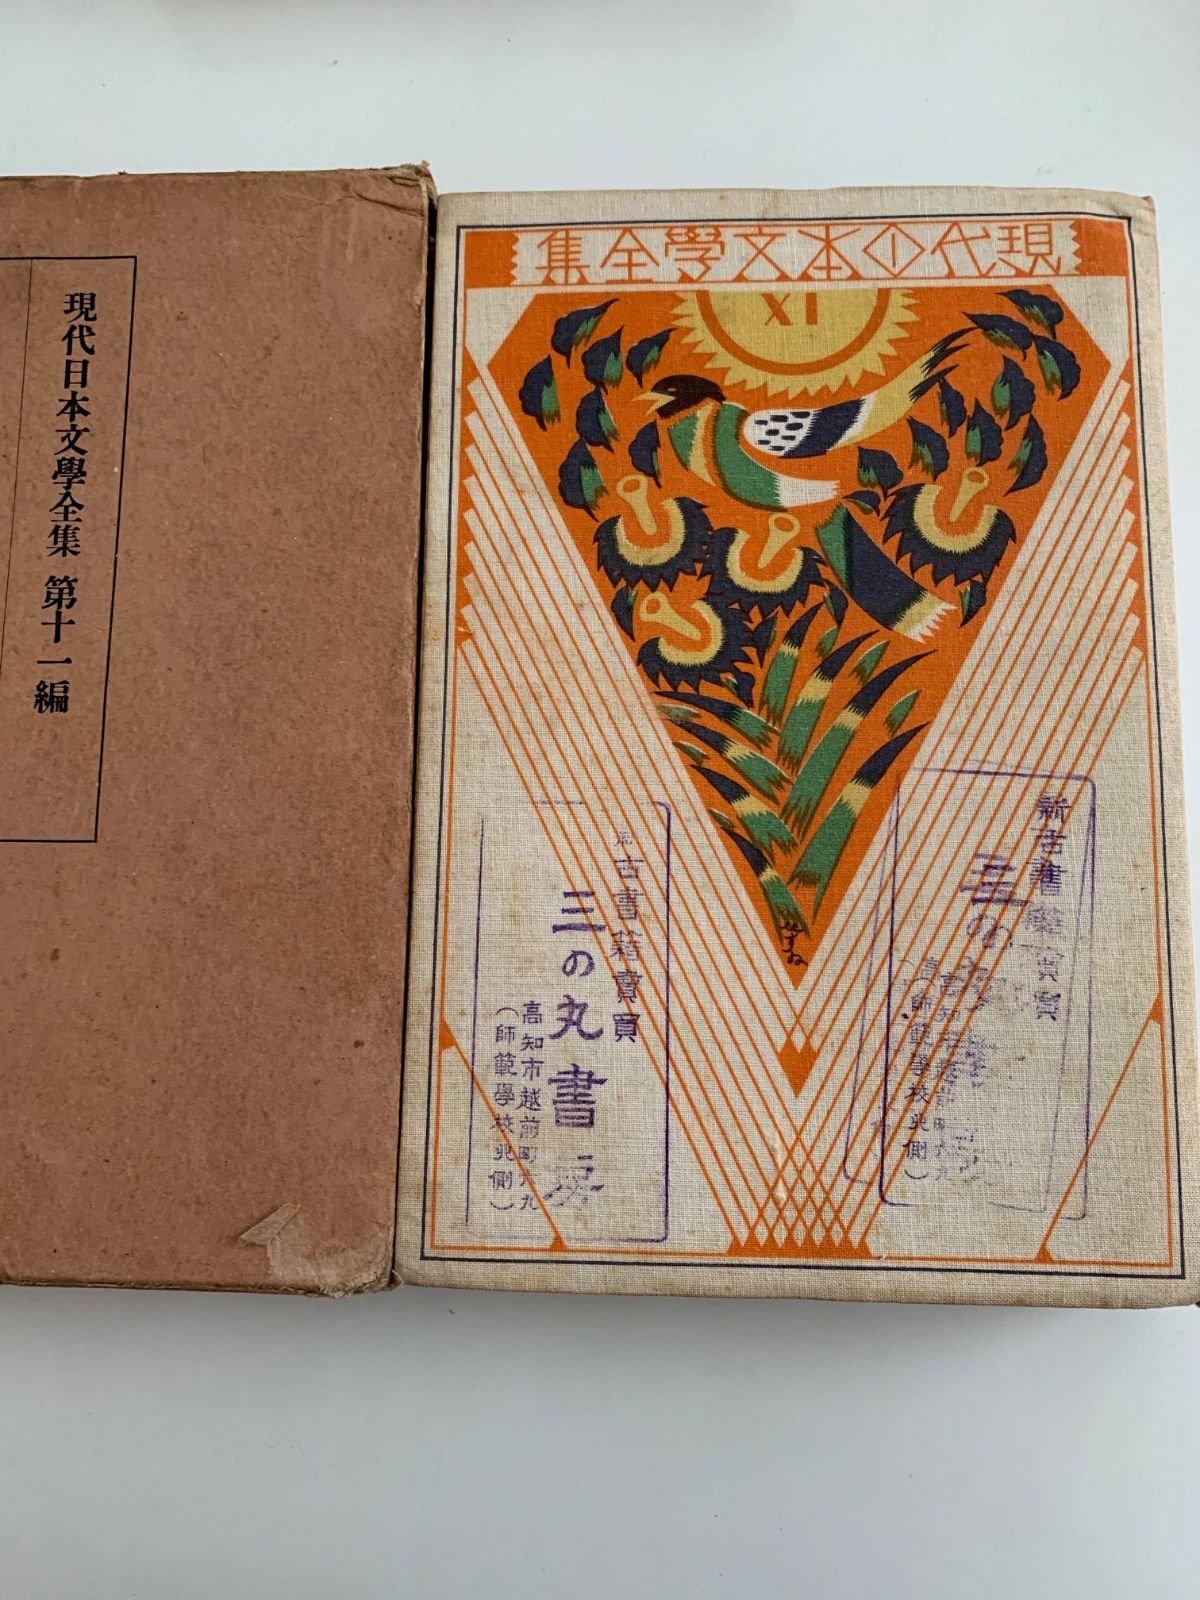 現代日本文學全集 第十一編
現代日本文學全集
XI
古書籍賣買
三の丸書房
高知市越前町六九
(師範學校北側)
新古書籍賣買
(師範學校北側)